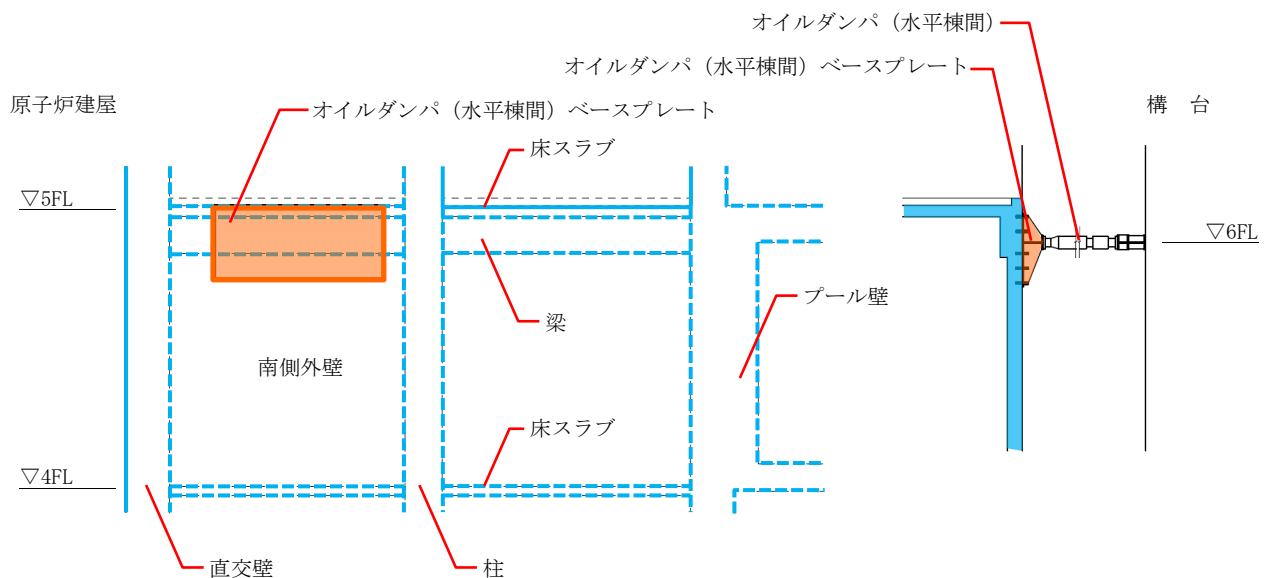 オイルダンパ（水平棟間）
オイルダンパ（水平棟間）ベースプレート
原子炉建屋
オイルダンパ（水平棟間）ベースプレート
構　台
床スラブ
▽5FL
▽6FL
プール壁
梁
南側外壁
床スラブ
▽4FL
直交壁
柱